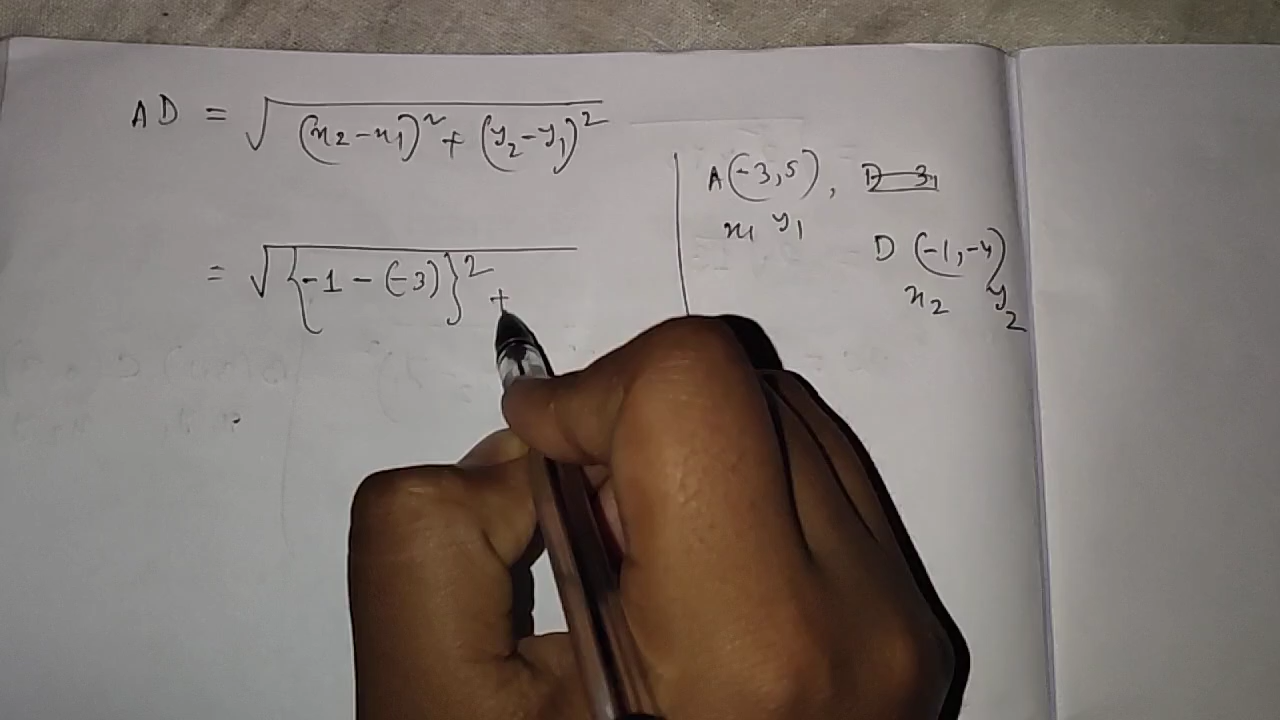 AD = √(x₂-x₁)² + (y₂-y₁)²
= √{-1-(-3)}² +
A(-3,5),
x₁ y₁
D (-1,-4)
x₂ y₂